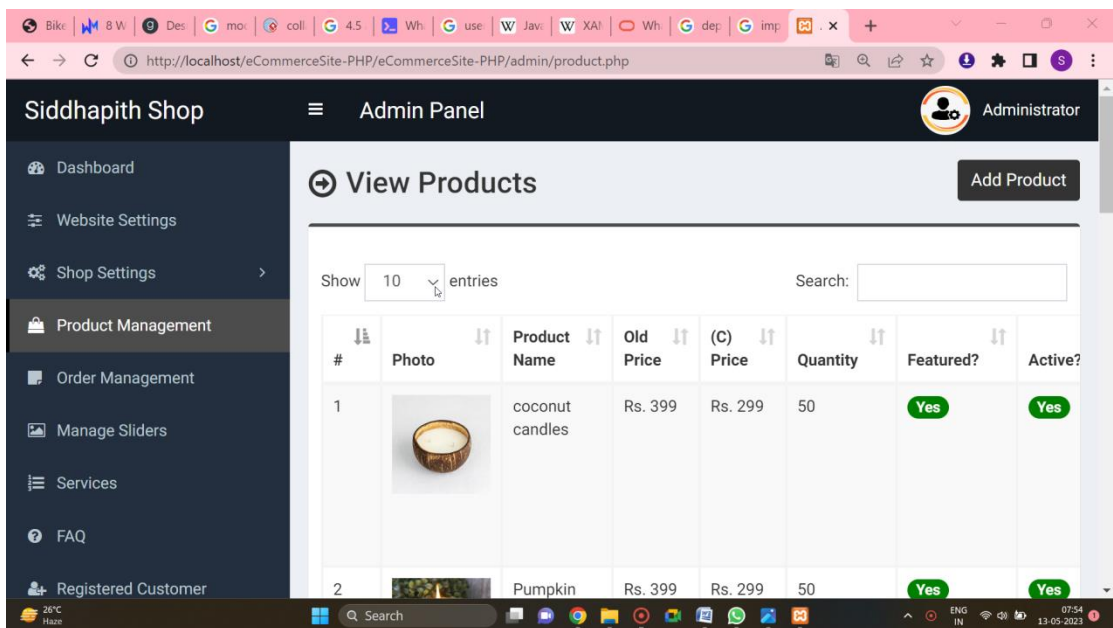 Bike
8 W
Des
mo
coll
4.5
Wh
use
Java
XAM
Wh
dep
imp
. x +
http://localhost/eCommerceSite-PHP/eCommerceSite-PHP/admin/product.php
S
Siddhapith Shop
Admin Panel
Administrator
Dashboard
Website Settings
Shop Settings
Product Management
Order Management
Manage Sliders
Services
FAQ
Registered Customer
View Products
Add Product
Show 10 entries
Search:
# Photo Product Name Old Price (C) Price Quantity Featured? Active?
1 coconut candles Rs. 399 Rs. 299 50 Yes Yes
2 Pumpkin Rs. 399 Rs. 299 50 Yes Yes
26°C
Haze
Search
ENG
IN
07:54
13-05-2023
1